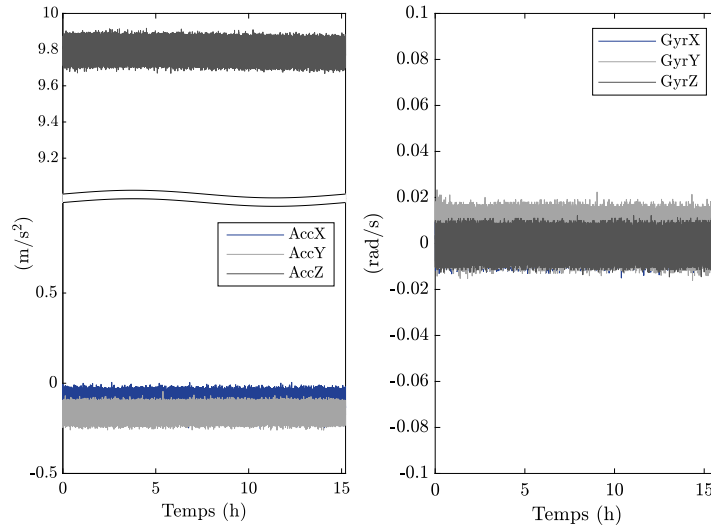 10
9.8
9.6
9.4
9.2
(m/s²)
AccX
AccY
AccZ
0.5
0
-0.5
0
5
10
15
Temps (h)
0.1
0.08
0.06
0.04
0.02
0
-0.02
-0.04
-0.06
-0.08
-0.1
(rad/s)
GyrX
GyrY
GyrZ
0
5
10
15
Temps (h)